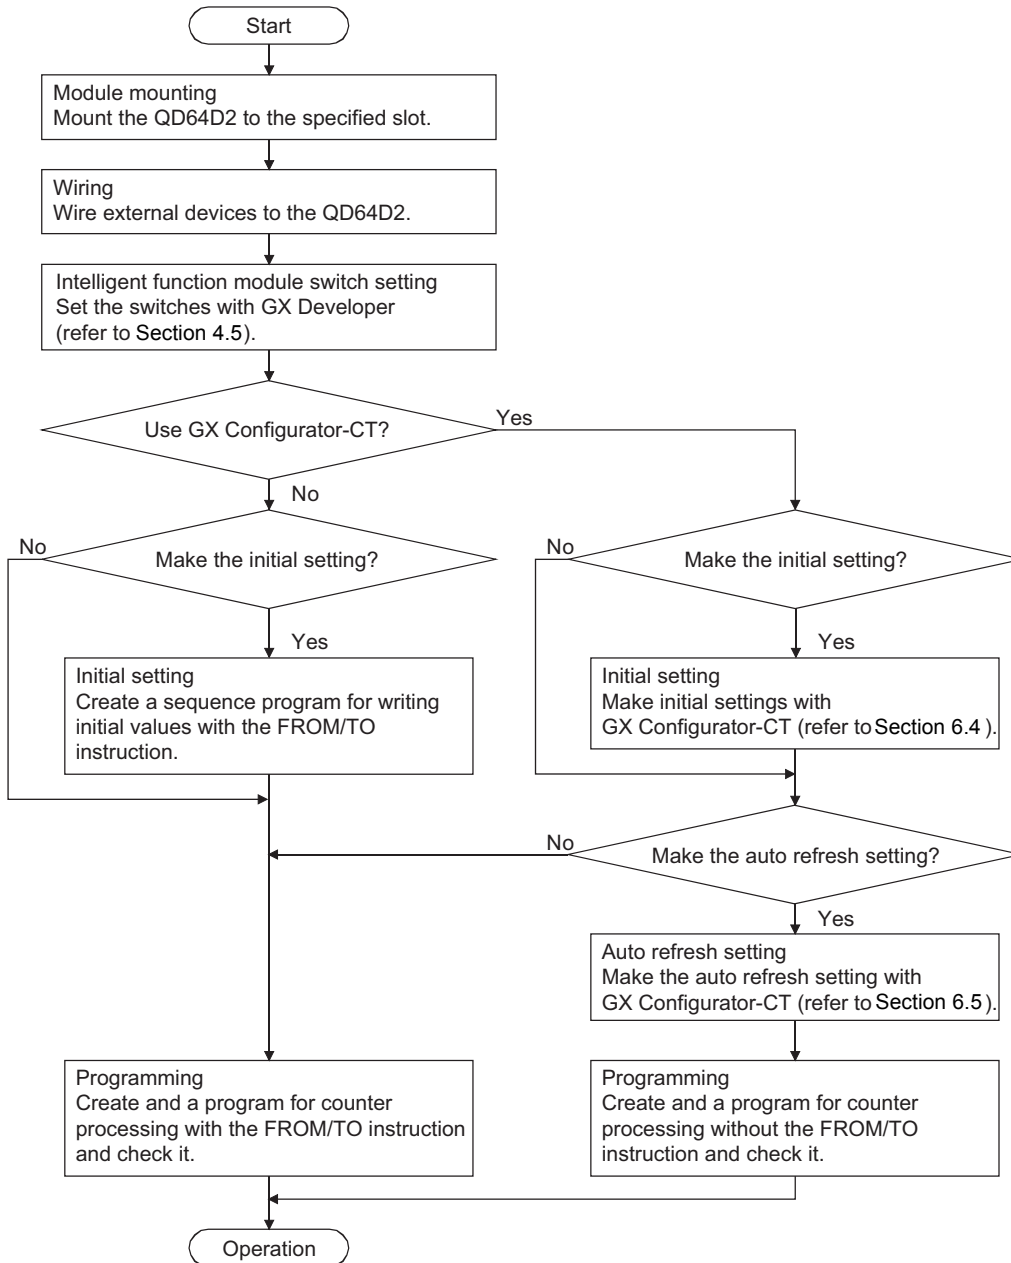 Start
Module mounting
Mount the QD64D2 to the specified slot.
Wiring
Wire external devices to the QD64D2.
Intelligent function module switch setting
Set the switches with GX Developer
(refer to Section 4.5).
Use GX Configurator-CT?
Yes
No
No
Make the initial setting?
No
Make the initial setting?
Yes
Yes
Initial setting
Create a sequence program for writing
initial values with the FROM/TO
instruction.
Initial setting
Make initial settings with
GX Configurator-CT (refer to Section 6.4 ).
No
Make the auto refresh setting?
Yes
Auto refresh setting
Make the auto refresh setting with
GX Configurator-CT (refer to Section 6.5 ).
Programming
Create and a program for counter
processing with the FROM/TO instruction
and check it.
Programming
Create and a program for counter
processing without the FROM/TO
instruction and check it.
Operation